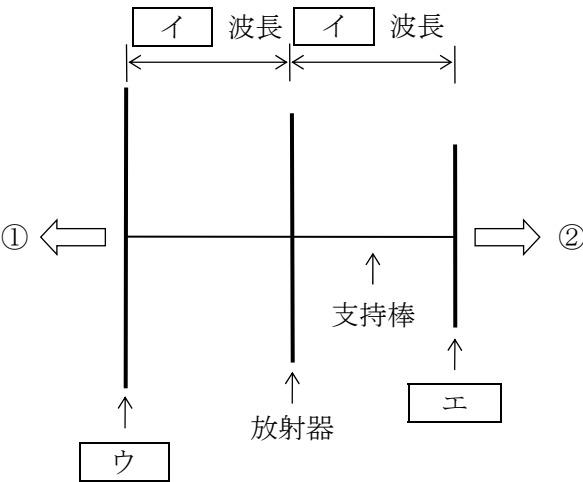 イ 波長 イ 波長
① ②
支持棒
放射器 エ
ウ